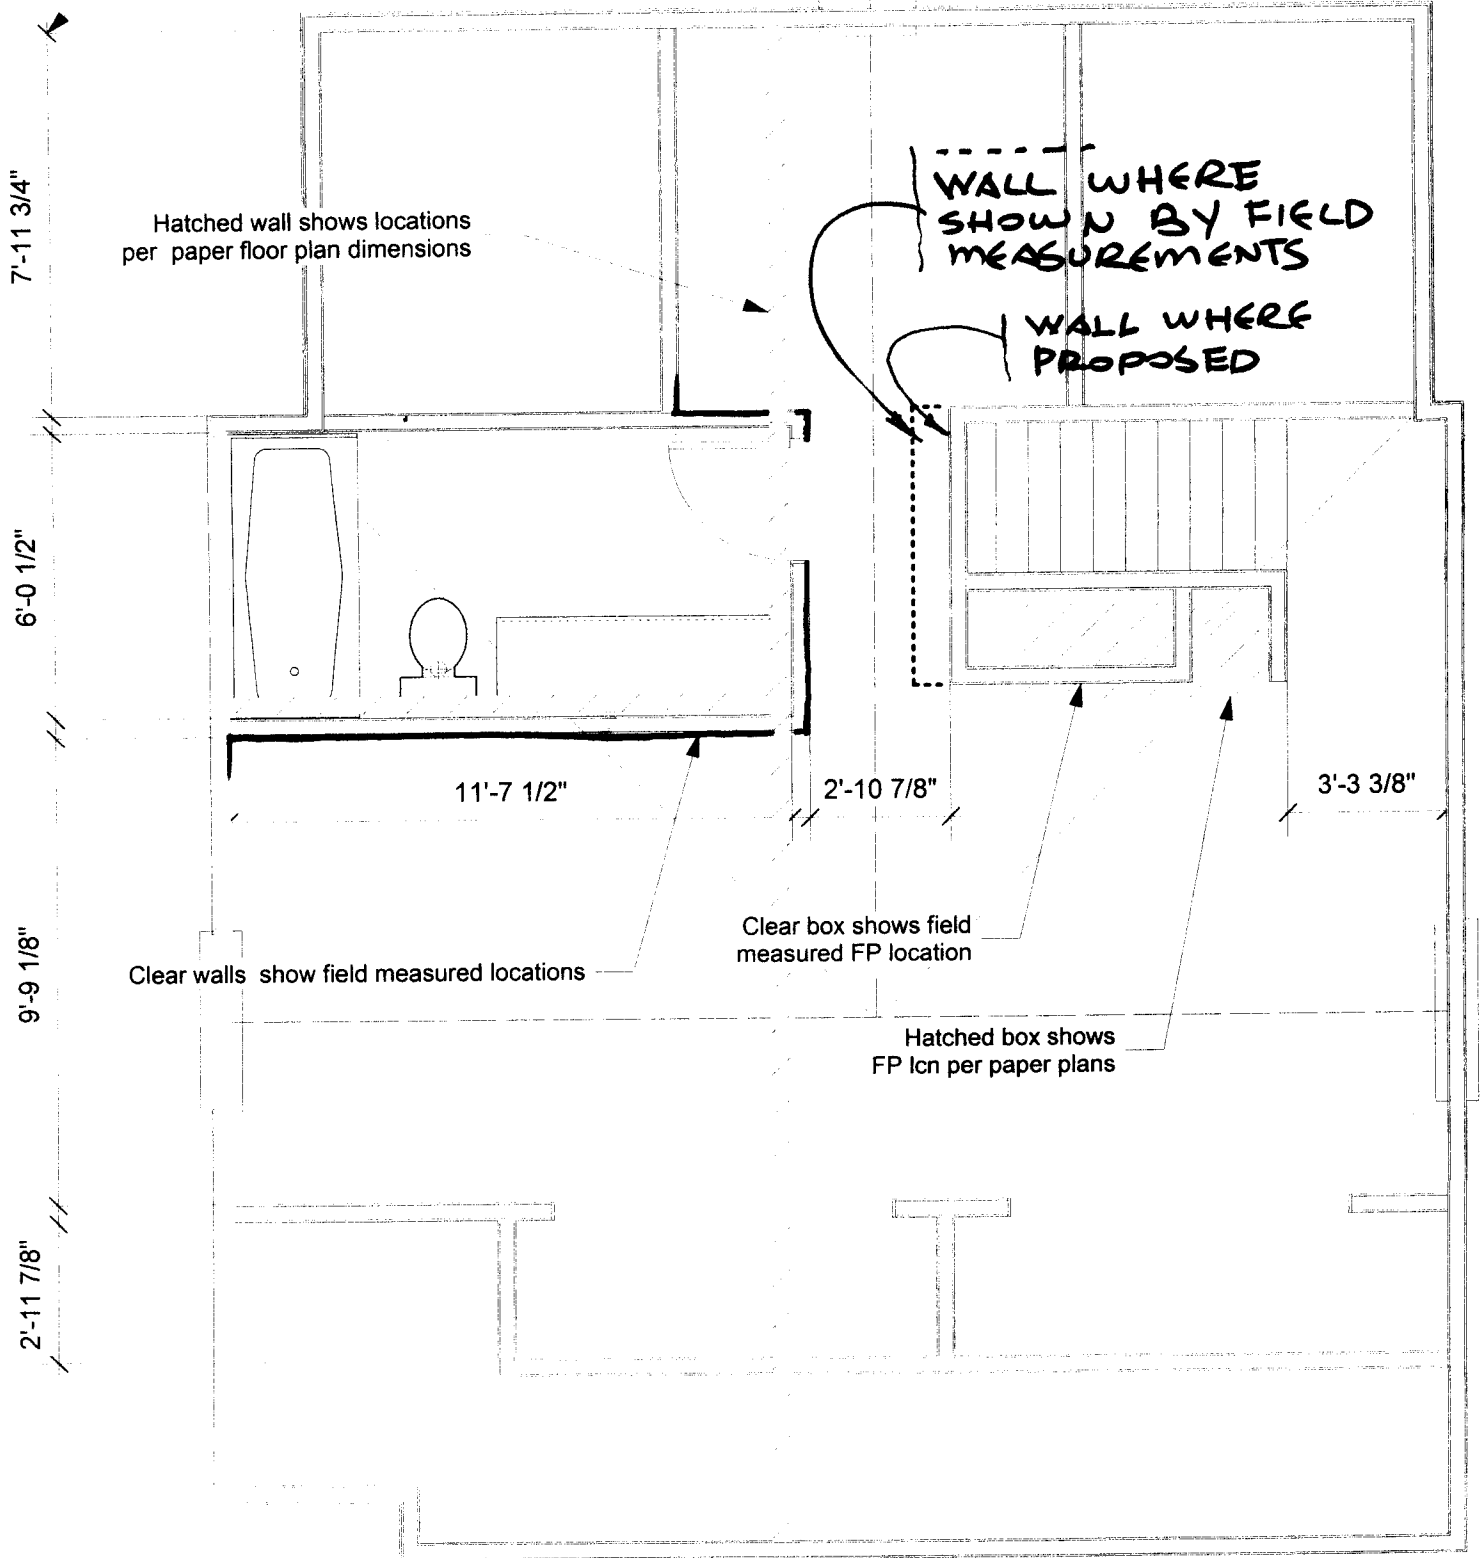 WALL WHERE
SHOWN BY FIELD
MEASUREMENTS
7'-11 3/4"
Hatched wall shows locations
per paper floor plan dimensions
WALL WHERE
PROPOSED
6'-0 1/2"
11'-7 1/2"
2'-10 7/8"
3'-3 3/8"
Clear box shows field
measured FP location
Clear walls show field measured locations
9'-9 1/8"
Hatched box shows
FP lcn per paper plans
2'-11 7/8"